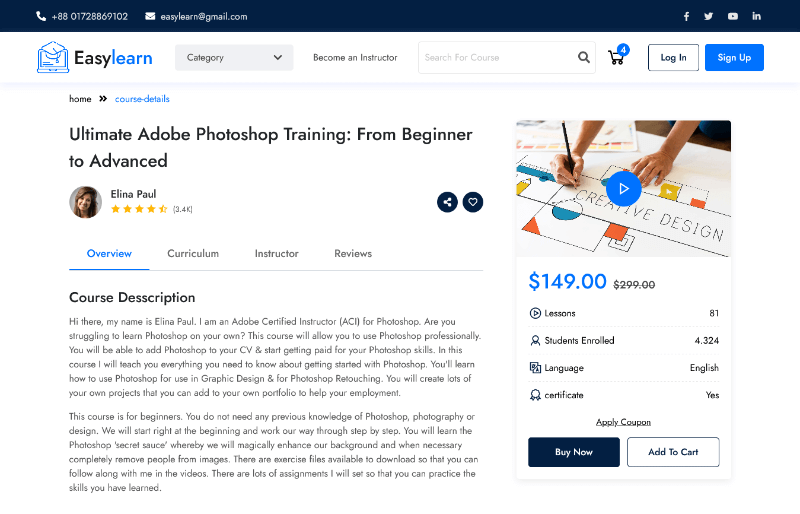 +88 01728869102
easylearn@gmail.com
Easylearn
Category
Become an Instructor
Search For Course
4
Log In
Sign Up
home
course-details
Ultimate Adobe Photoshop Training: From Beginner
to Advanced
Elina Paul
(3.4K)
Overview
Curriculum
Instructor
Reviews
Course Desscription
Hi there, my name is Elina Paul. I am an Adobe Certified Instructor (ACI) for Photoshop. Are you
struggling to learn Photoshop on your own? This course will allow you to use Photoshop professionally.
You will be able to add Photoshop to your CV & start getting paid for your Photoshop skills. In this
course I will teach you everything you need to know about getting started with Photoshop. You'll learn
how to use Photoshop for use in Graphic Design & for Photoshop Retouching. You will create lots of
your own projects that you can add to your own portfolio to help your employment.
This course is for beginners. You do not need any previous knowledge of Photoshop, photography or
design. We will start right at the beginning and work our way through step by step. You will learn the
Photoshop 'secret sauce' whereby we will magically enhance our background and when necessary
completely remove people from images. There are exercise files available to download so that you can
follow along with me in the videos. There are lots of assignments I will set so that you can practice the
skills you have learned.
CREATIVE DESIGN
$149.00 $299.00
Lessons 81
Students Enrolled 4.324
Language English
certificate Yes
Apply Coupon
Buy Now
Add To Cart